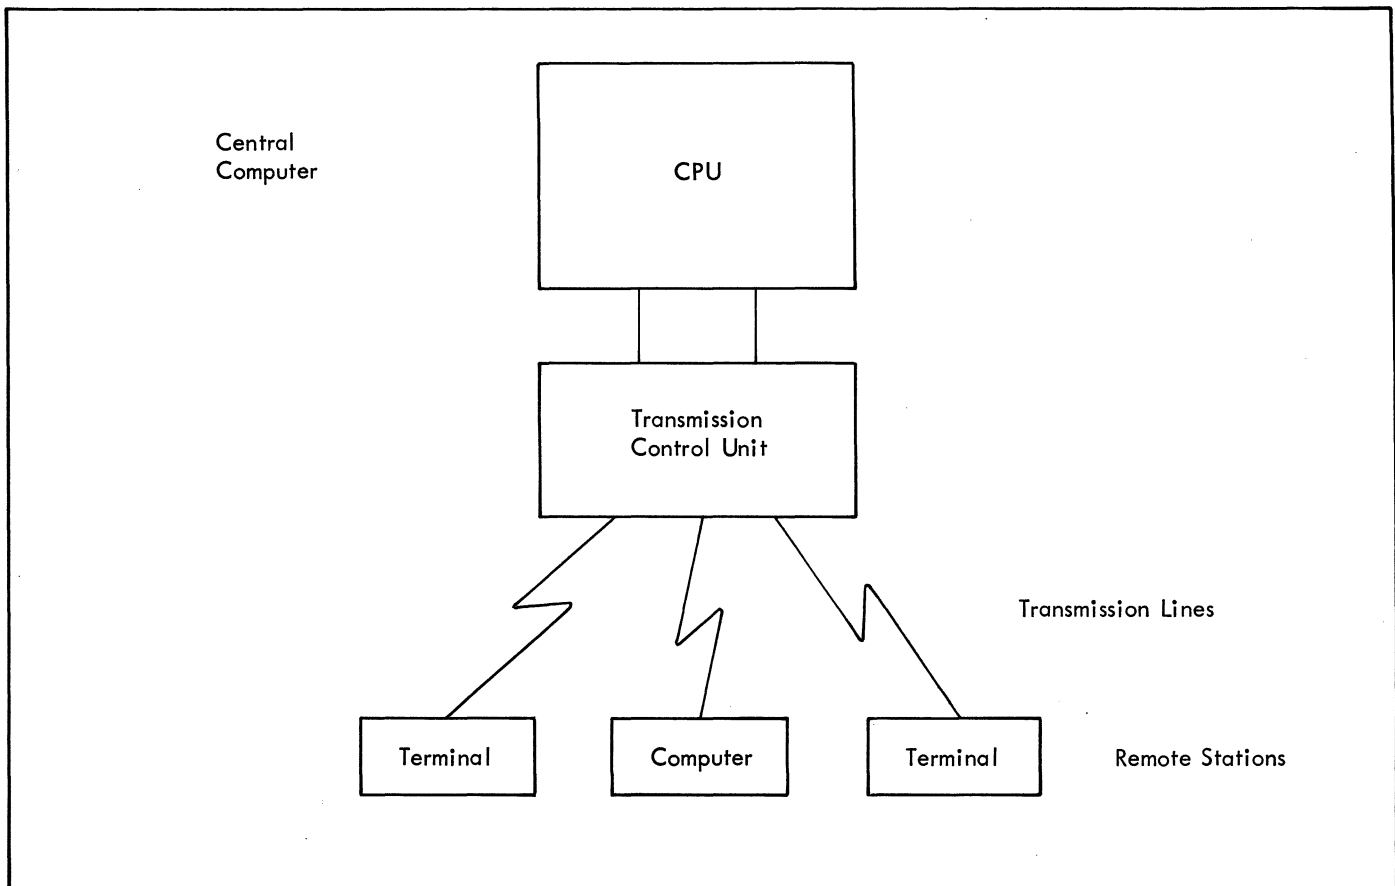 Central
Computer
CPU
Transmission
Control Unit
Transmission Lines
Terminal
Computer
Terminal
Remote Stations